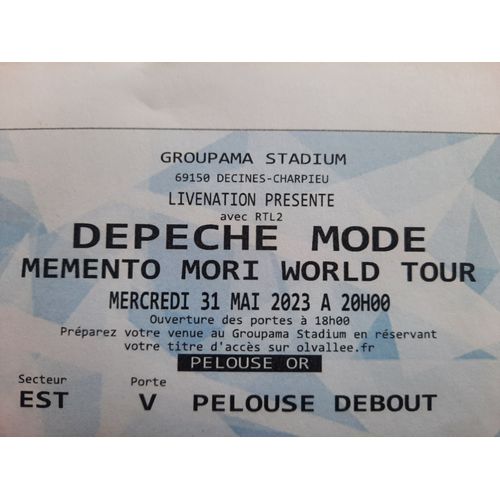 GROUPAMA STADIUM
69150 DECINES-CHARPIEU
LIVENATION PRESENTE
avec RTL2
DEPECHE MODE
MEMENTO MORI WORLD TOUR
MERCREDI 31 MAI 2023 A 20H00
Ouverture des portes à 18h00
Préparez votre venue au Groupama Stadium en réservant
votre titre d'accès sur olvallee.fr
PELOUSE OR
Secteur Porte
EST V PELOUSE DEBOUT